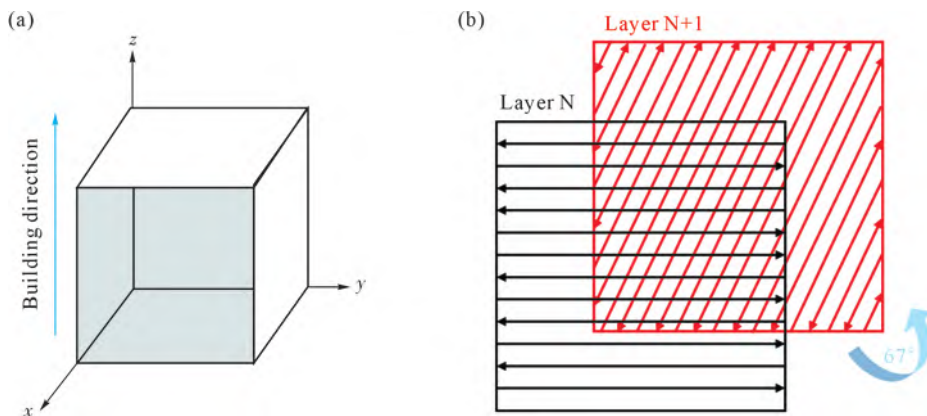 (a)
z
Building direction
y
x
(b)
Layer N+1
Layer N
67°